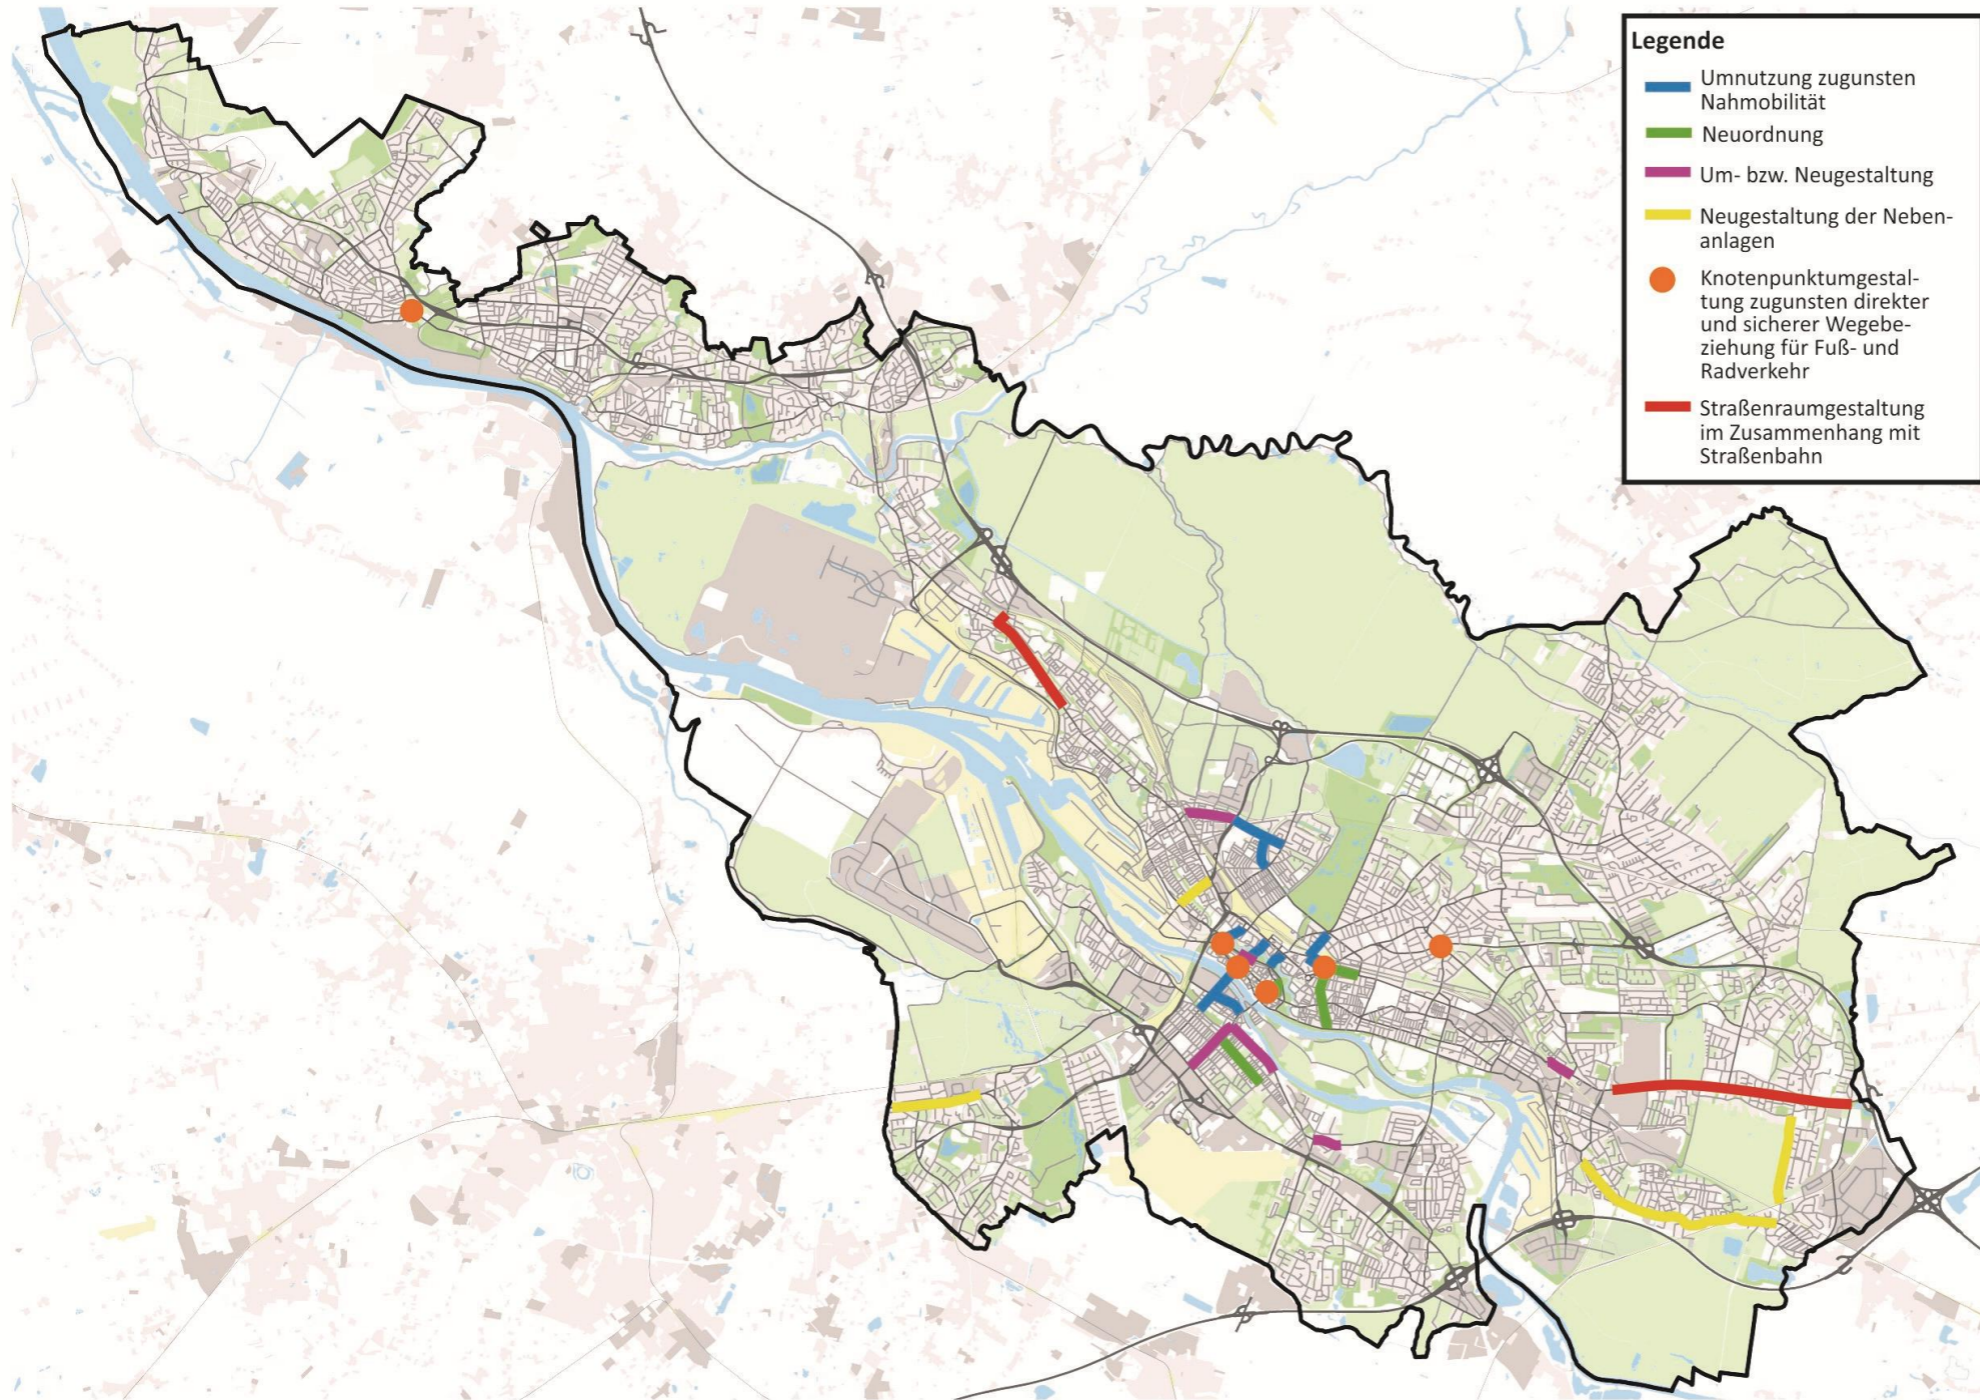 Legende
Umnutzung zugunsten
Nahmobilität
Neuordnung
Um- bzw. Neugestaltung
Neugestaltung der Neben-
anlagen
Knotenpunktumgestal-
tung zugunsten direkter
und sicherer Wegebe-
ziehung für Fuß- und
Radverkehr
Straßenraumgestaltung
im Zusammenhang mit
Straßenbahn